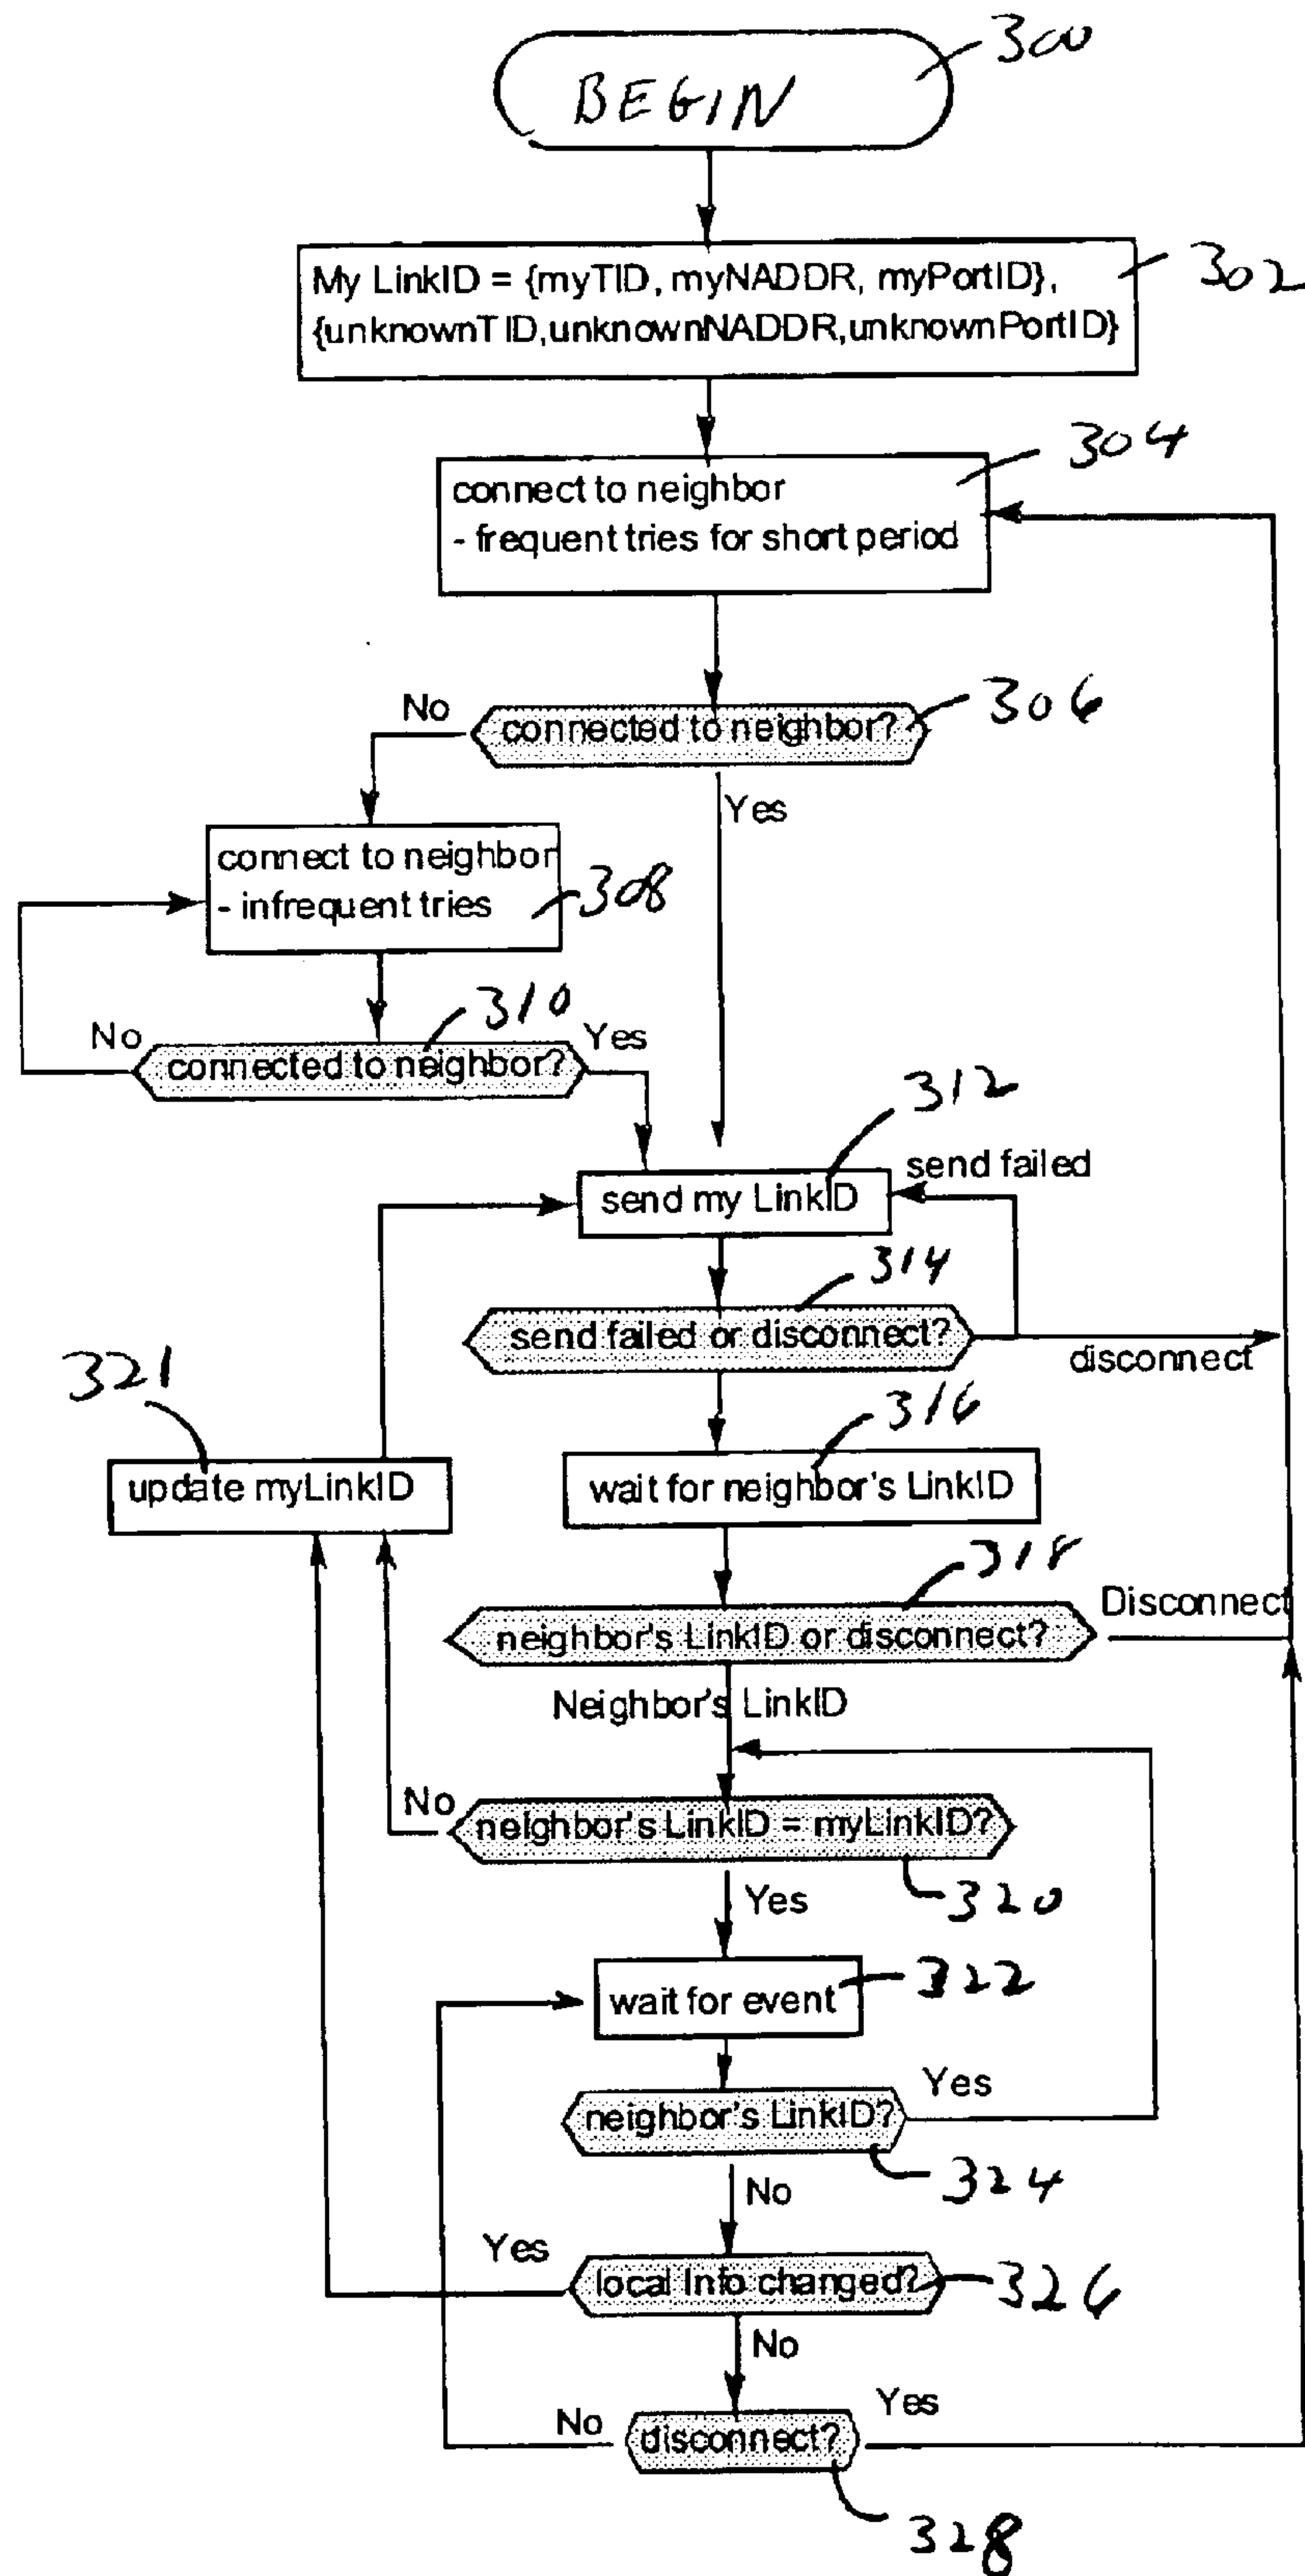 BEGIN
300
My LinkID = {myTID, myNADDR, myPortID},
{unknownTID,unknownNADDR,unknownPortID}
302
304
connect to neighbor
- frequent tries for short period
No
connected to neighbor?
306
Yes
connect to neighbor
- infrequent tries
308
310
No
connected to neighbor?
Yes
312
send failed
send my LinkID
314
send failed or disconnect?
disconnect
321
316
update myLinkID
wait for neighbor's LinkID
318
neighbor's LinkID or disconnect?
Disconnect
Neighbor's LinkID
No
neighbor's LinkID = myLinkID?
320
Yes
wait for event
322
neighbor's LinkID?
Yes
324
No
Yes
local info changed?
326
No
No
disconnect?
Yes
328